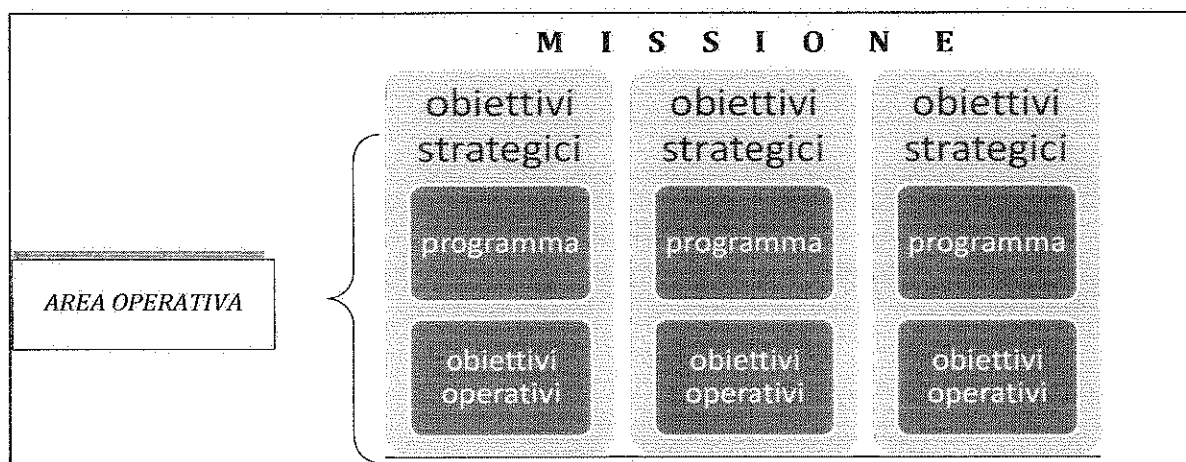 M I S S I O N E
obiettivi
strategici
obiettivi
strategici
obiettivi
strategici
programma
programma
programma
AREA OPERATIVA
obiettivi
operativi
obiettivi
operativi
obiettivi
operativi